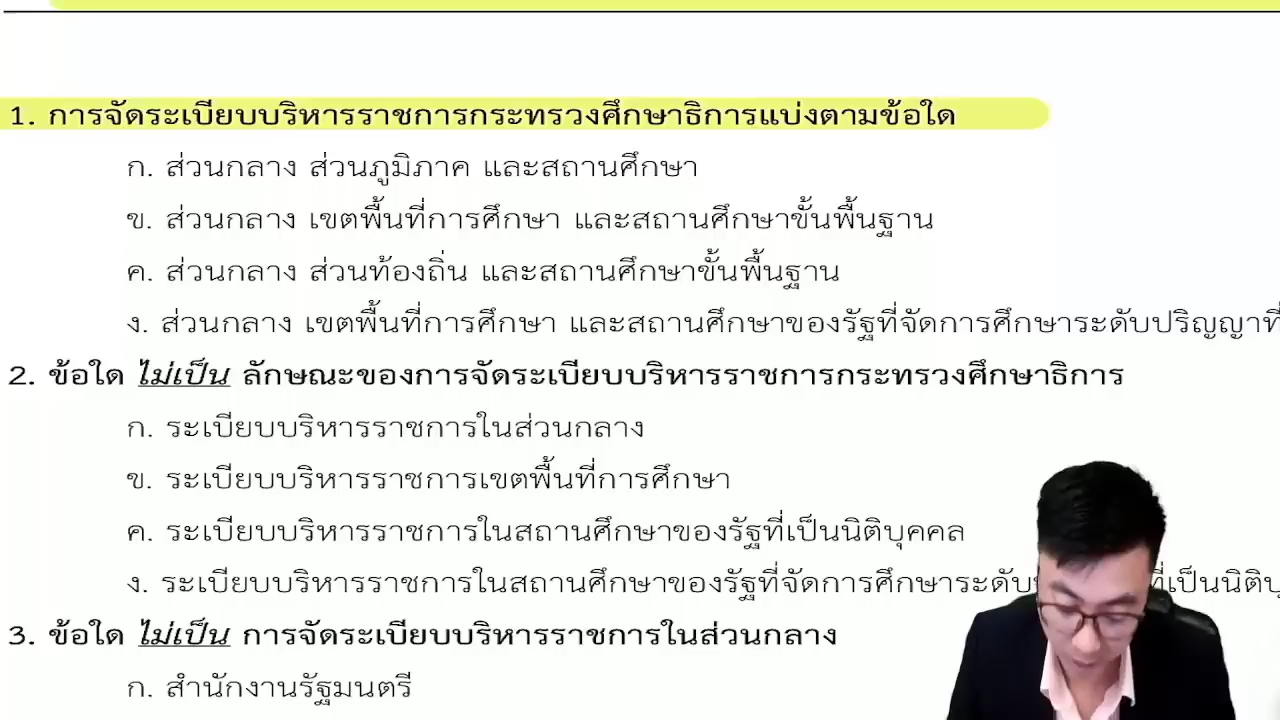 1. การจัดระเบียบบริหารราชการกระทรวงศึกษาธิการแบ่งตามข้อใด
ก. ส่วนกลาง ส่วนภูมิภาค และสถานศึกษา
ข. ส่วนกลาง เขตพื้นที่การศึกษา และสถานศึกษาขั้นพื้นฐาน
ค. ส่วนกลาง ส่วนท้องถิ่น และสถานศึกษาขั้นพื้นฐาน
ง. ส่วนกลาง เขตพื้นที่การศึกษา และสถานศึกษาของรัฐที่จัดการศึกษาระดับปริญญาที่
2. ข้อใด ไม่เป็น ลักษณะของการจัดระเบียบบริหารราชการกระทรวงศึกษาธิการ
ก. ระเบียบบริหารราชการในส่วนกลาง
ข. ระเบียบบริหารราชการเขตพื้นที่การศึกษา
ค. ระเบียบบริหารราชการในสถานศึกษาของรัฐที่เป็นนิติบุคคล
ง. ระเบียบบริหารราชการในสถานศึกษาของรัฐที่จัดการศึกษาระดับ ที่เป็นนิติบุ
3. ข้อใด ไม่เป็น การจัดระเบียบบริหารราชการในส่วนกลาง
ก. สำนักงานรัฐมนตรี